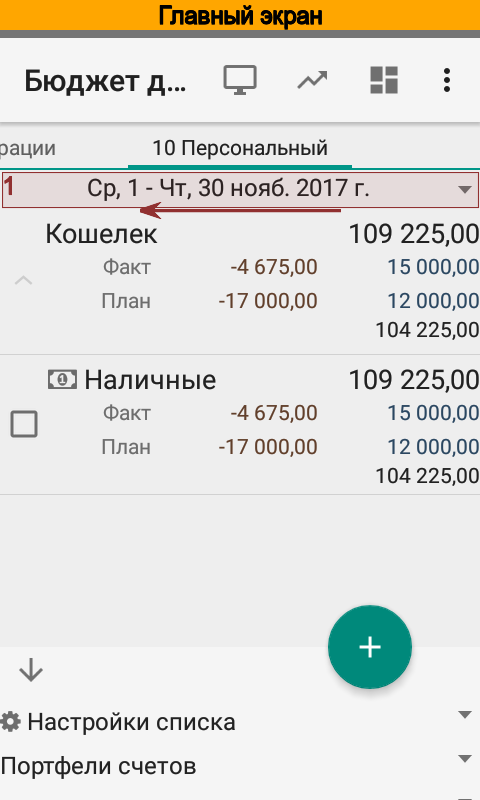 Главный экран
Бюджет д...
рации
10 Персональный
1
Ср, 1 - Чт, 30 нояб. 2017 г.
Кошелек 109 225,00
Факт -4 675,00 15 000,00
План -17 000,00 12 000,00
104 225,00
Наличные 109 225,00
Факт -4 675,00 15 000,00
План -17 000,00 12 000,00
104 225,00
+
Настройки списка
Портфели счетов